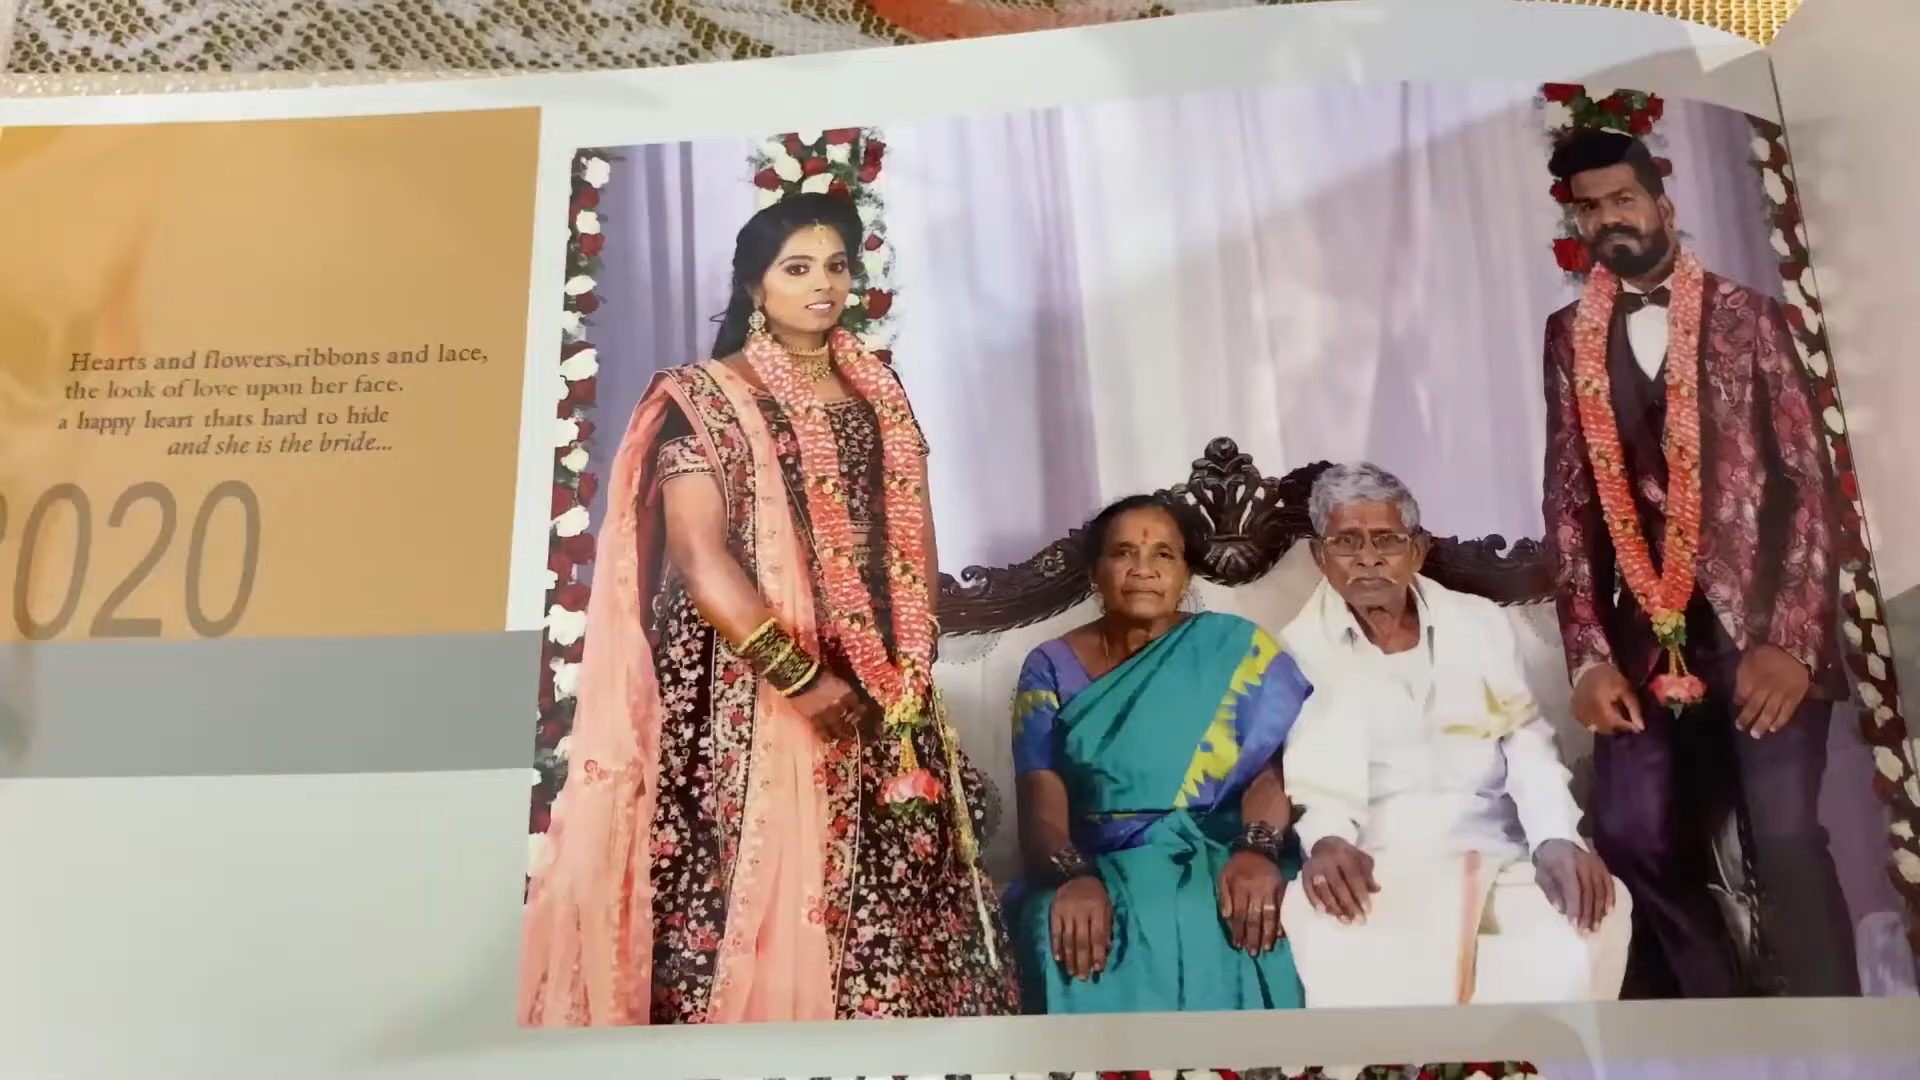 Hearts and flowers,ribbons and lace,
the look of love upon her face.
a happy heart thats hard to hide
and she is the bride...
2020